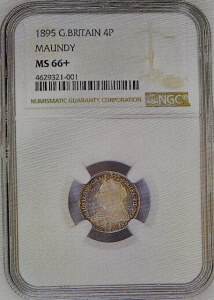 1895 G.BRITAIN 4P
MAUNDY
MS 66+
4629321-001
NUMISMATIC GUARANTY CORPORATION
NGC